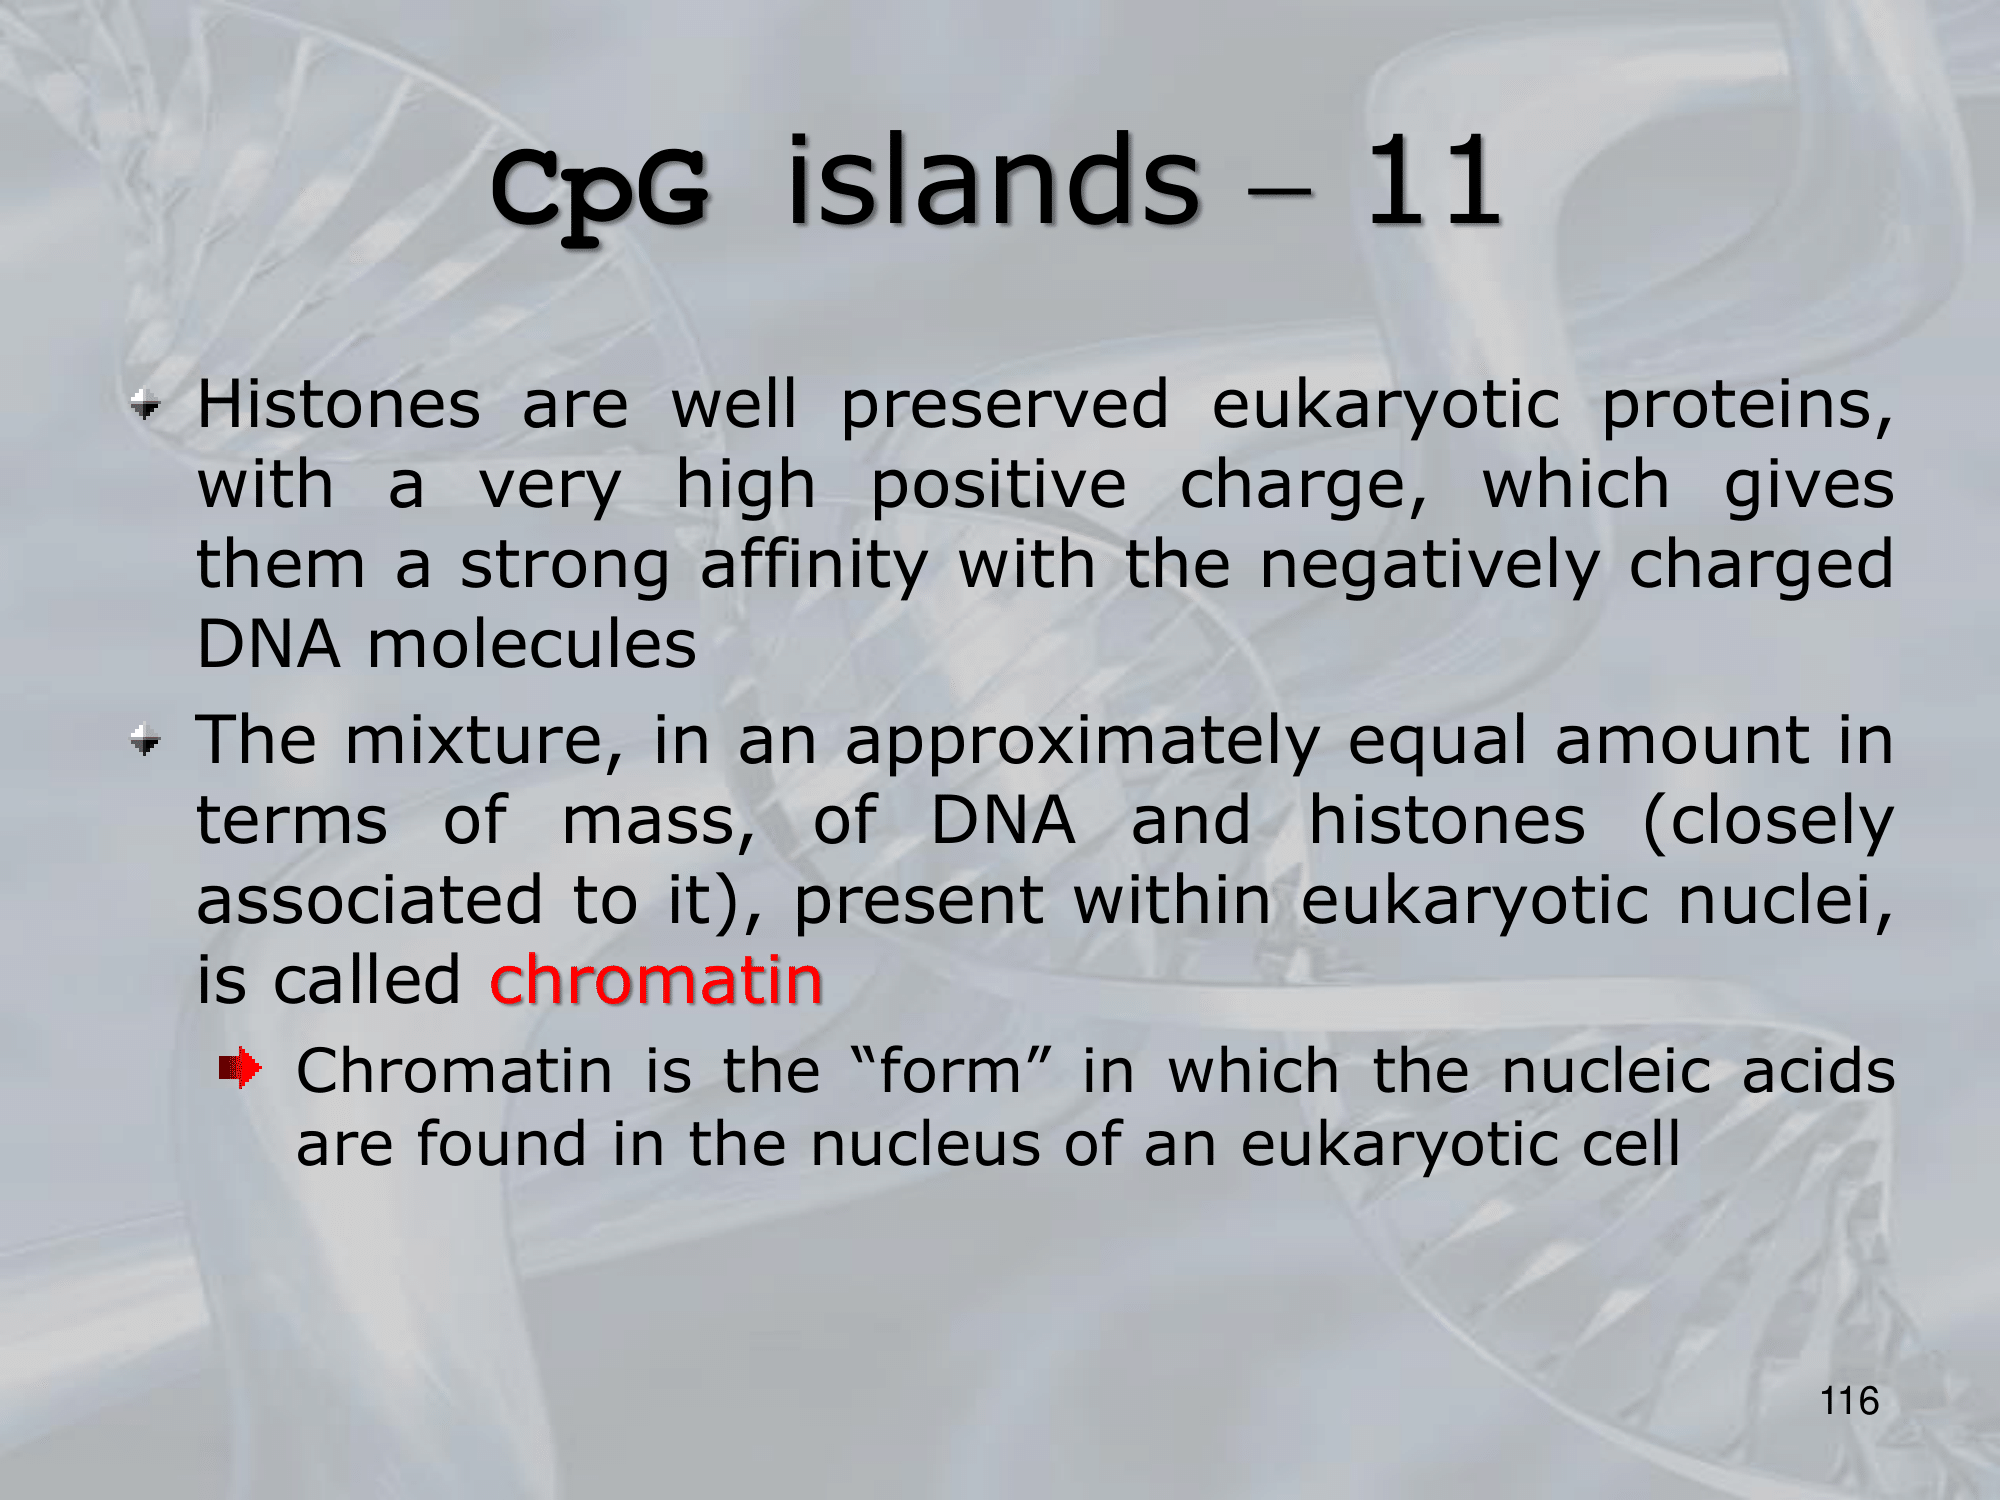 CpG islands – 11
Histones are well preserved eukaryotic proteins,
with a very high positive charge, which gives
them a strong affinity with the negatively charged
DNA molecules
The mixture, in an approximately equal amount in
terms of mass, of DNA and histones (closely
associated to it), present within eukaryotic nuclei,
is called chromatin
Chromatin is the “form” in which the nucleic acids
are found in the nucleus of an eukaryotic cell
116